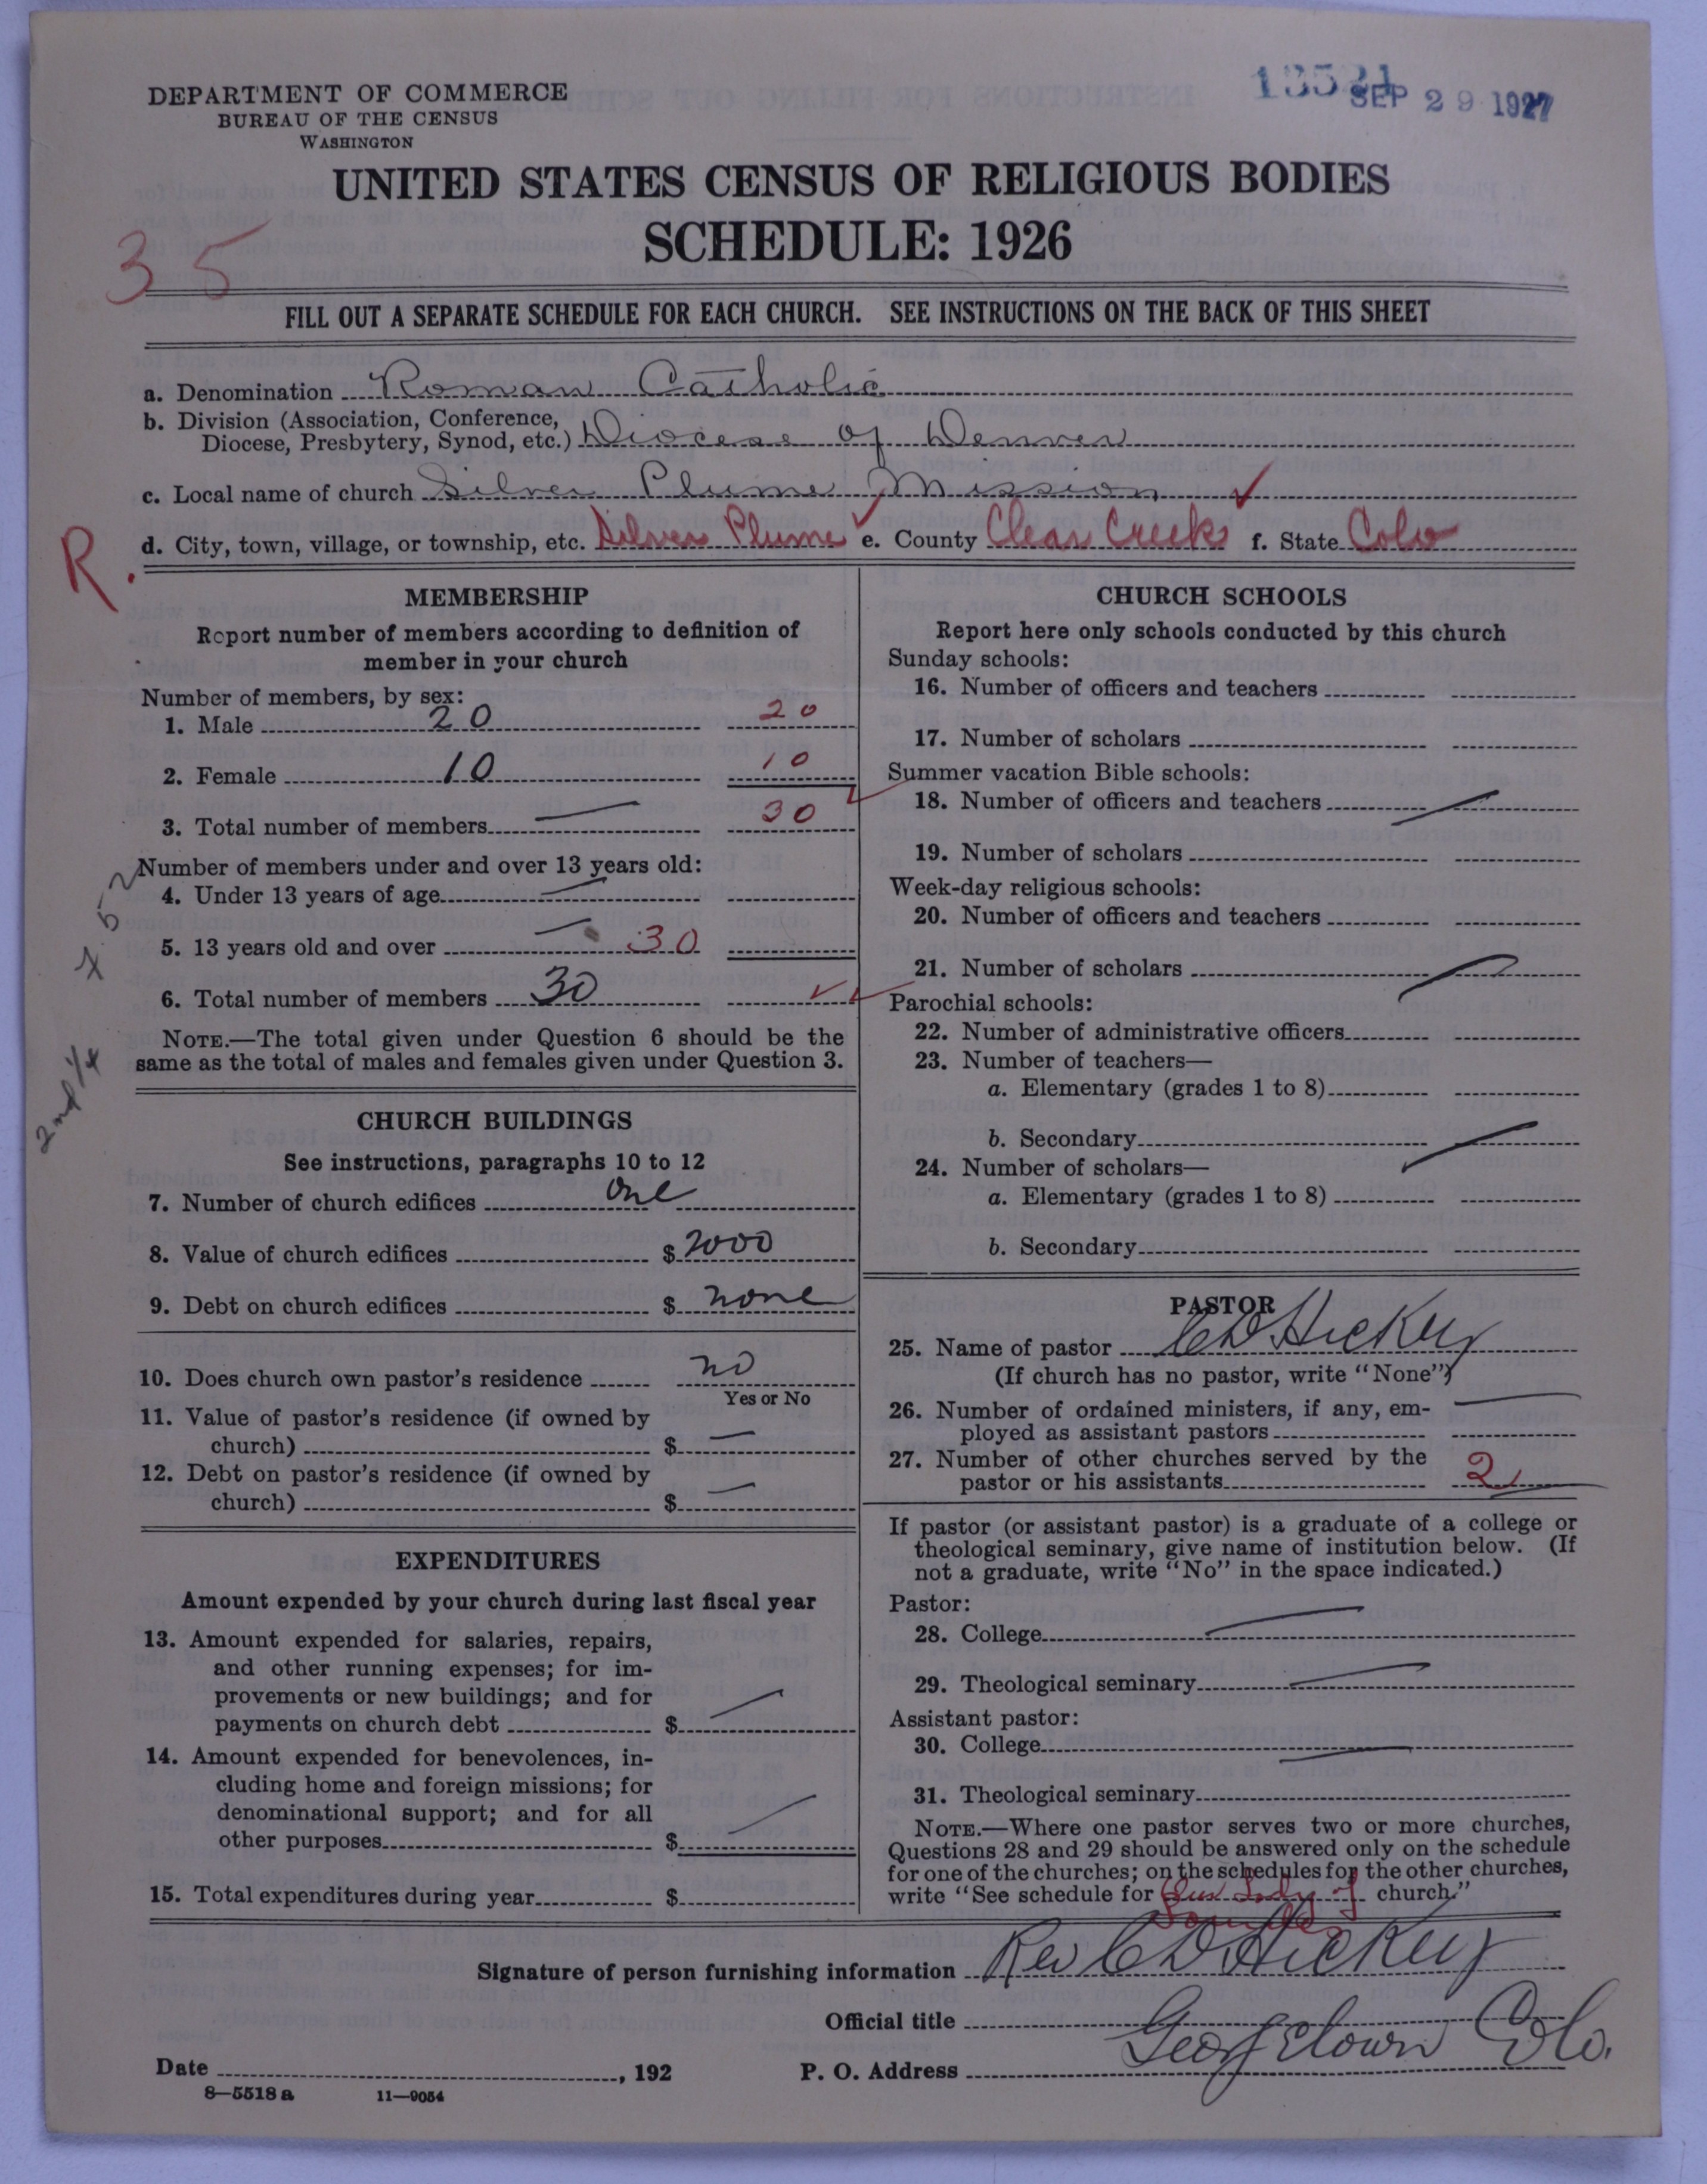 DEPARTMENT OF COMMERCE
BUREAU OF THE CENSUS
WASHINGTON
SEP 29 1927
UNITED STATES CENSUS OF RELIGIOUS BODIES
SCHEDULE: 1926
35
FILL OUT A SEPARATE SCHEDULE FOR EACH CHURCH. SEE INSTRUCTIONS ON THE BACK OF THIS SHEET
a. Denomination Roman Catholic
b. Division (Association, Conference,
Diocese, Presbytery, Synod, etc.) Diocese of Denver
c. Local name of church Silver Plume Mission
R. d. City, town, village, or township, etc. Silver Plume e. County Clear Creek f. State Colo
MEMBERSHIP
Report number of members according to definition of
member in your church
Number of members, by sex:
1. Male 20 20
2. Female 10 10
3. Total number of members 30
Number of members under and over 13 years old:
4. Under 13 years of age
5. 13 years old and over 30
6. Total number of members 30
NOTE.—The total given under Question 6 should be the
same as the total of males and females given under Question 3.
2nd 1/4
CHURCH BUILDINGS
See instructions, paragraphs 10 to 12
7. Number of church edifices one
8. Value of church edifices $ 2000
9. Debt on church edifices $ none
10. Does church own pastor's residence no
Yes or No
11. Value of pastor's residence (if owned by
church) $ —
12. Debt on pastor's residence (if owned by
church) $ —
EXPENDITURES
Amount expended by your church during last fiscal year
13. Amount expended for salaries, repairs,
and other running expenses; for im-
provements or new buildings; and for
payments on church debt $
14. Amount expended for benevolences, in-
cluding home and foreign missions; for
denominational support; and for all
other purposes $
15. Total expenditures during year $
CHURCH SCHOOLS
Report here only schools conducted by this church
Sunday schools:
16. Number of officers and teachers
17. Number of scholars
Summer vacation Bible schools:
18. Number of officers and teachers
19. Number of scholars
Week-day religious schools:
20. Number of officers and teachers
21. Number of scholars
Parochial schools:
22. Number of administrative officers
23. Number of teachers—
a. Elementary (grades 1 to 8)
b. Secondary
24. Number of scholars—
a. Elementary (grades 1 to 8)
b. Secondary
PASTOR
25. Name of pastor C D Hickey
(If church has no pastor, write "None")
26. Number of ordained ministers, if any, em-
ployed as assistant pastors
27. Number of other churches served by the
pastor or his assistants 2
If pastor (or assistant pastor) is a graduate of a college or
theological seminary, give name of institution below. (If
not a graduate, write "No" in the space indicated.)
Pastor:
28. College
29. Theological seminary
Assistant pastor:
30. College
31. Theological seminary
NOTE.—Where one pastor serves two or more churches,
Questions 28 and 29 should be answered only on the schedule
for one of the churches; on the schedules for the other churches,
write "See schedule for Our Lady of church."
Lourdes
Signature of person furnishing information Rev C D Hickey
Official title
Date , 192
P. O. Address Georgetown Colo.
8—5518 a 11—9054